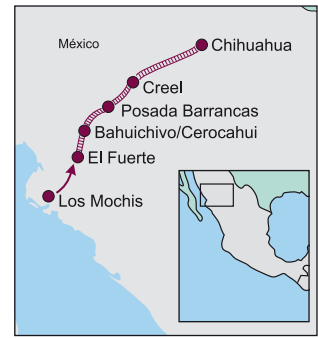 México
Chihuahua
Creel
Posada Barrancas
Bahuichivo/Cerocahui
El Fuerte
Los Mochis